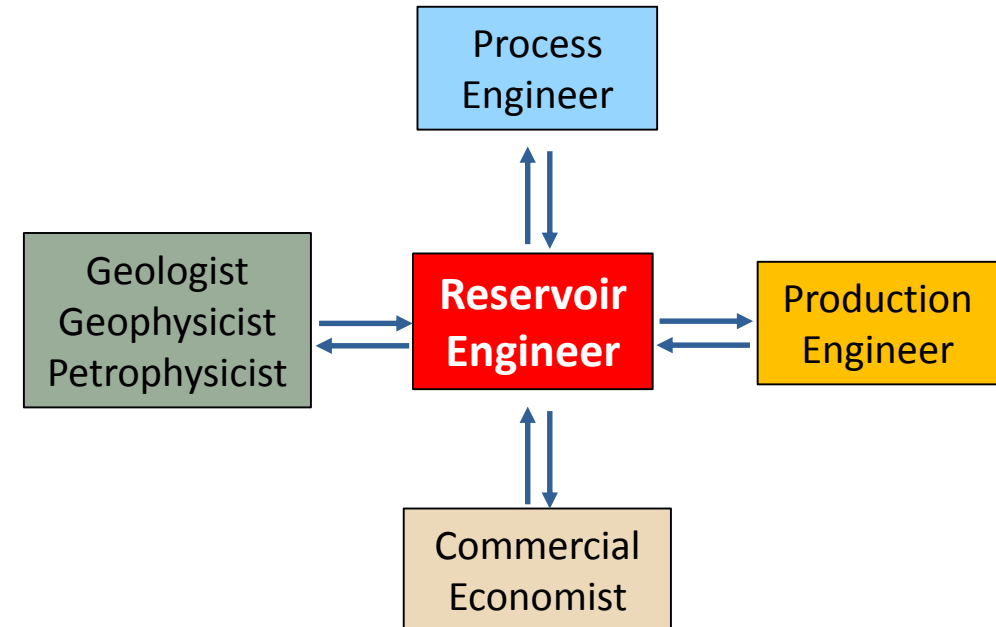 Process
Engineer
Geologist
Geophysicist
Petrophysicist
Reservoir
Engineer
Production
Engineer
Commercial
Economist